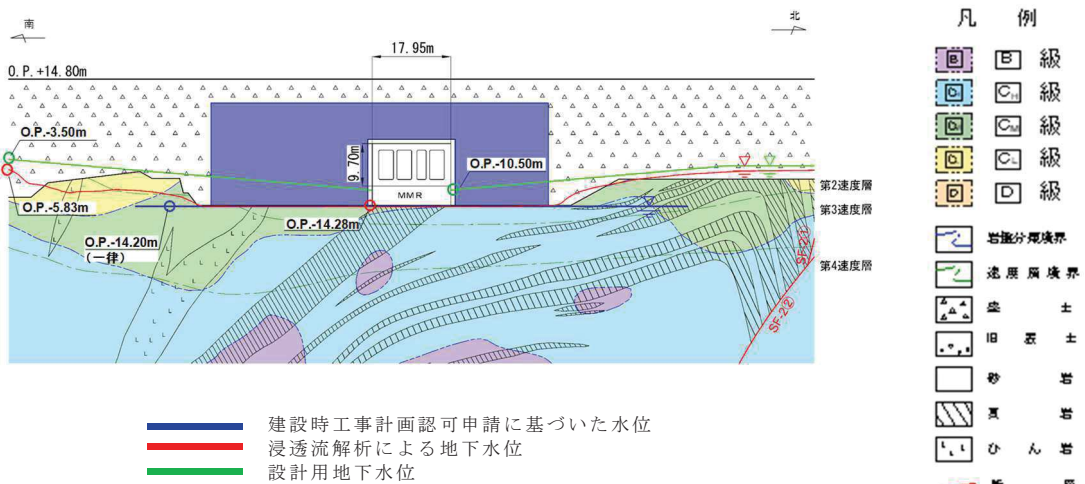 南
北
17.95m
O.P.+14.80m
O.P.-3.50m
9.70m
O.P.-10.50m
MMR
O.P.-5.83m
O.P.-14.28m
O.P.-14.20m
(一律)
第2速度層
第3速度層
第4速度層
SF-2①
SF-2②
建設時工事計画認可申請に基づいた水位
浸透流解析による地下水位
設計用地下水位
凡例
B B 級
CH 級
CM 級
CL 級
D D 級
岩盤分類境界
速度層境界
盛土
旧表土
砂岩
頁岩
ひん岩